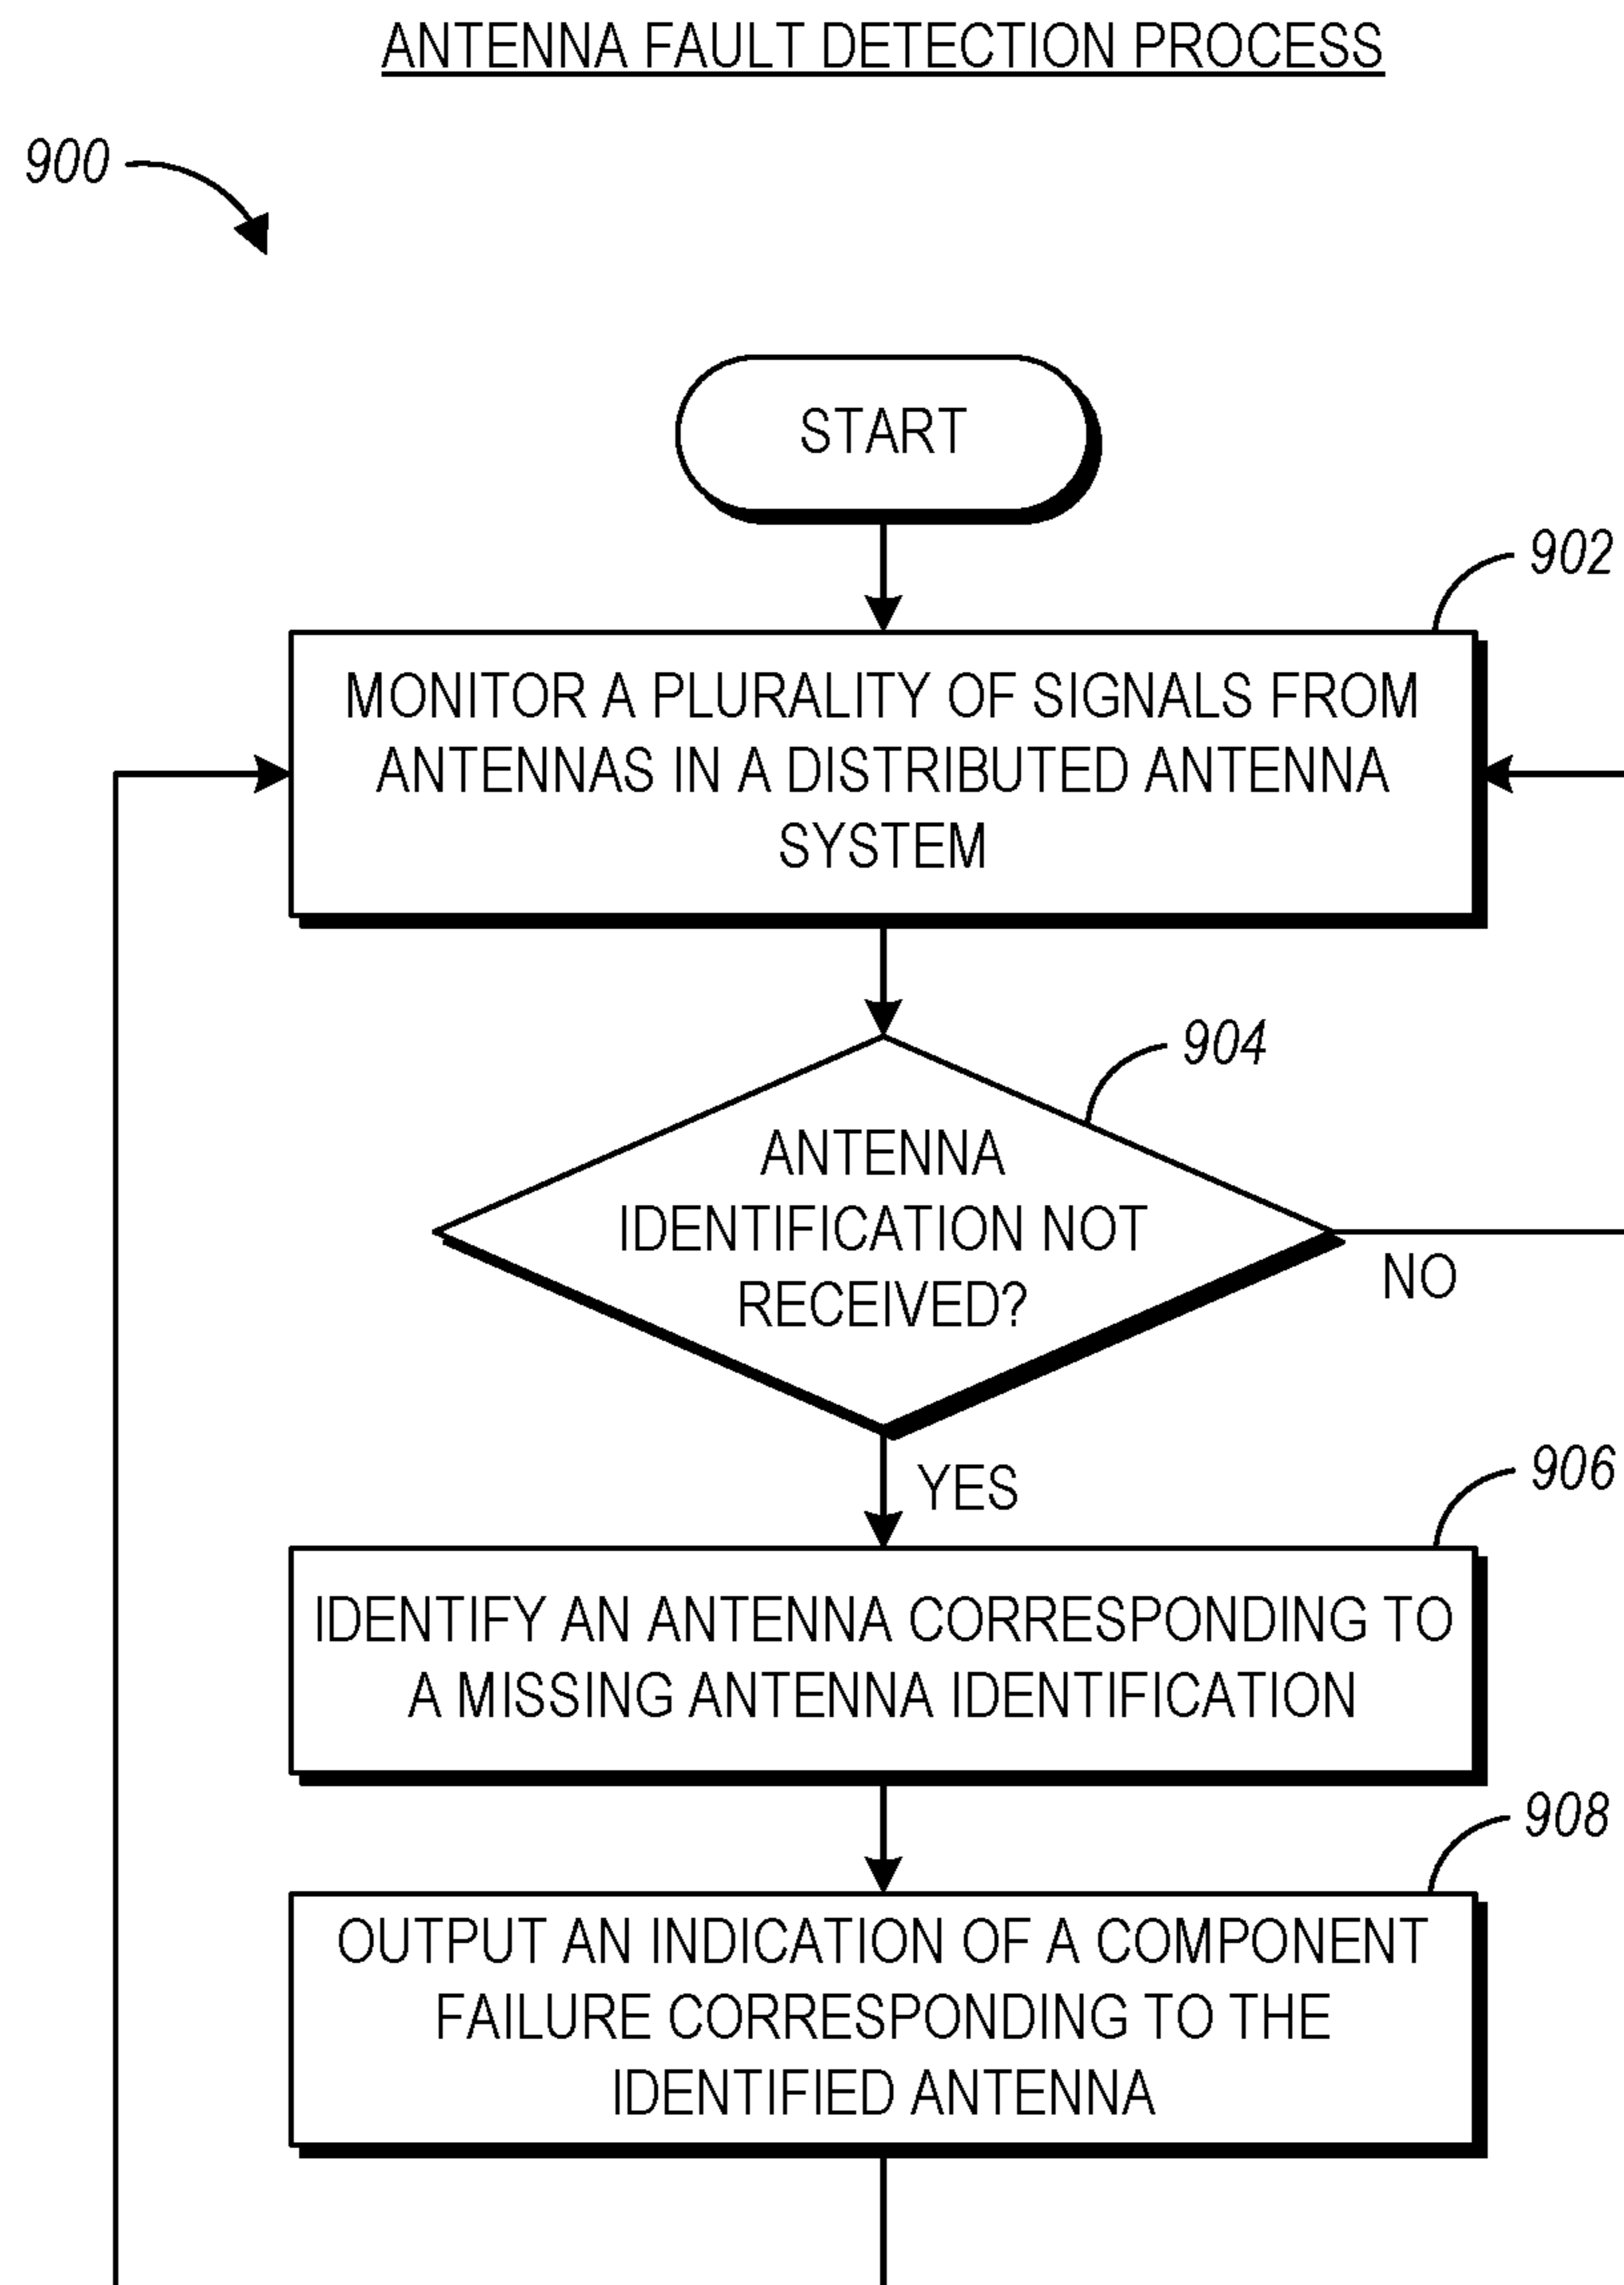 ANTENNA FAULT DETECTION PROCESS
900
START
902
MONITOR A PLURALITY OF SIGNALS FROM
ANTENNAS IN A DISTRIBUTED ANTENNA
SYSTEM
904
ANTENNA
IDENTIFICATION NOT
RECEIVED?
NO
YES
906
IDENTIFY AN ANTENNA CORRESPONDING TO
A MISSING ANTENNA IDENTIFICATION
908
OUTPUT AN INDICATION OF A COMPONENT
FAILURE CORRESPONDING TO THE
IDENTIFIED ANTENNA